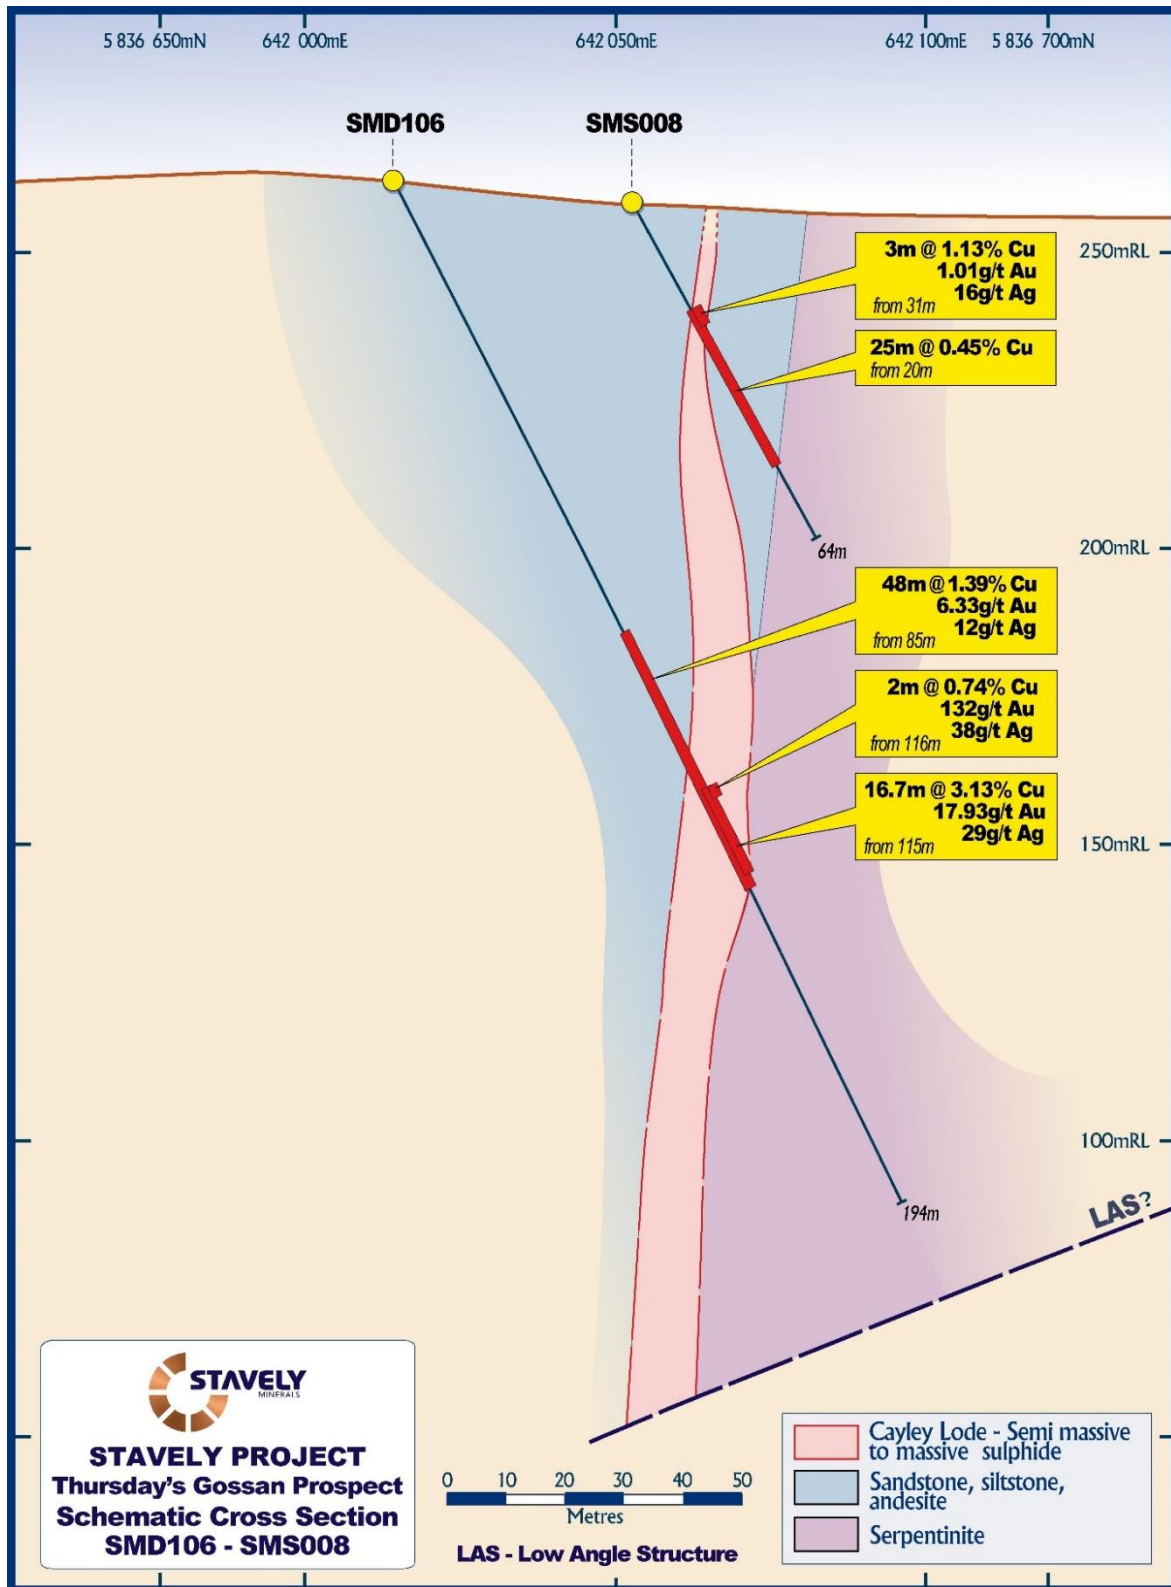 5 836 650mN
642 000mE
642 050mE
642 100mE
5 836 700mN
SMD106
SMS008
3m @ 1.13% Cu
1.01g/t Au
16g/t Ag
from 31m
250mRL
25m @ 0.45% Cu
from 20m
64m
200mRL
48m @ 1.39% Cu
6.33g/t Au
12g/t Ag
from 85m
2m @ 0.74% Cu
132g/t Au
38g/t Ag
from 116m
16.7m @ 3.13% Cu
17.93g/t Au
29g/t Ag
from 115m
150mRL
100mRL
194m
LAS?
STAVELY
MINERALS
STAVELY PROJECT
Thursday's Gossan Prospect
Schematic Cross Section
SMD106 - SMS008
0 10 20 30 40 50
Metres
LAS - Low Angle Structure
Cayley Lode - Semi massive
to massive sulphide
Sandstone, siltstone,
andesite
Serpentinite